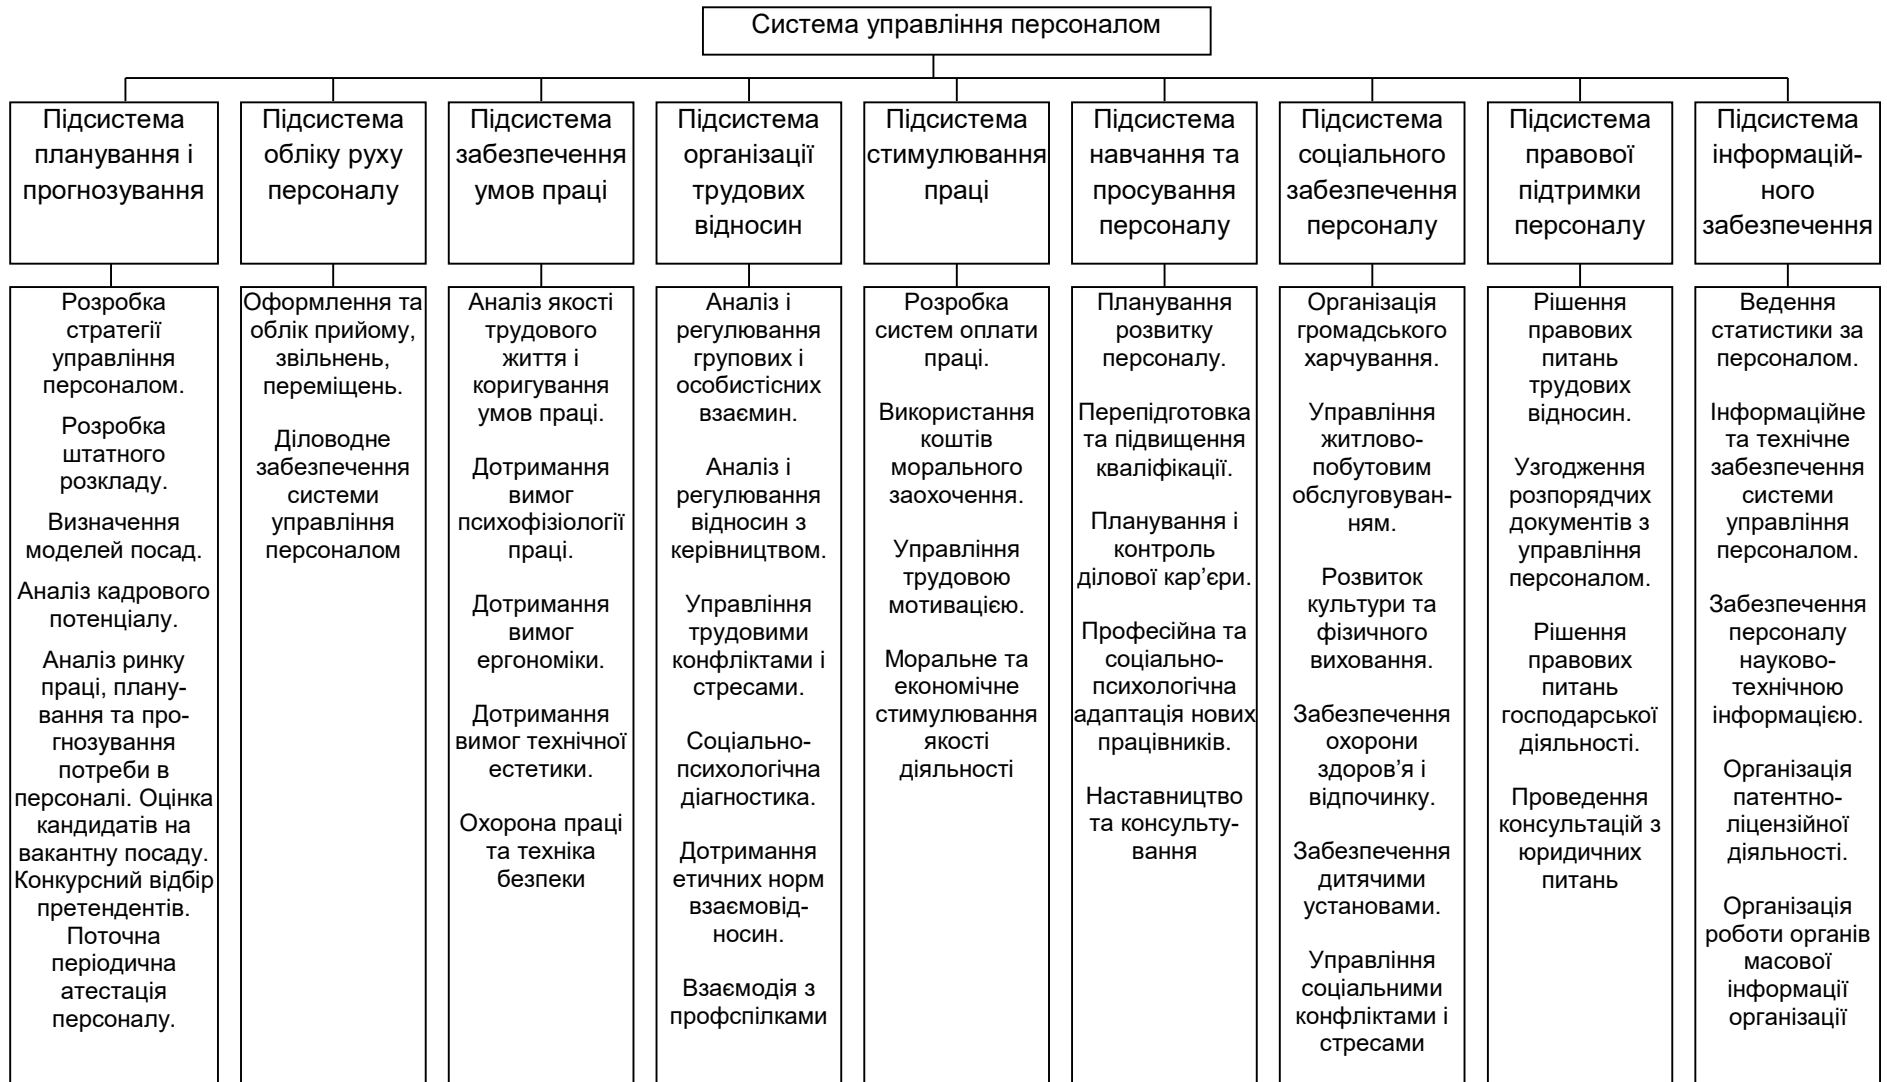 Система управління персоналом
Підсистема
планування і
прогнозування
Підсистема
обліку руху
персоналу
Підсистема
забезпечення
умов праці
Підсистема
організації
трудових
відносин
Підсистема
стимулювання
праці
Підсистема
навчання та
просування
персоналу
Підсистема
соціального
забезпечення
персоналу
Підсистема
правової
підтримки
персоналу
Підсистема
інформацій-
ного
забезпечення
Розробка
стратегії
управління
персоналом.
Розробка
штатного
розкладу.
Визначення
моделей посад.
Аналіз кадрового
потенціалу.
Аналіз ринку
праці, плану-
вання та про-
гнозування
потреби в
персоналі. Оцінка
кандидатів на
вакантну посаду.
Конкурсний відбір
претендентів.
Поточна
періодична
атестація
персоналу.
Оформлення та
облік прийому,
звільнень,
переміщень.
Діловодне
забезпечення
системи
управління
персоналом
Аналіз якості
трудового
життя і
коригування
умов праці.
Дотримання
вимог
психофізіології
праці.
Дотримання
вимог
ергономіки.
Дотримання
вимог технічної
естетики.
Охорона праці
та техніка
безпеки
Аналіз і
регулювання
групових і
особистісних
взаємин.
Аналіз і
регулювання
відносин з
керівництвом.
Управління
трудовими
конфліктами і
стресами.
Соціально-
психологічна
діагностика.
Дотримання
етичних норм
взаємовід-
носин.
Взаємодія з
профспілками
Розробка
систем оплати
праці.
Використання
коштів
морального
заохочення.
Управління
трудовою
мотивацією.
Моральне та
економічне
стимулювання
якості
діяльності
Планування
розвитку
персоналу.
Перепідготовка
та підвищення
кваліфікації.
Планування і
контроль
ділової кар’єри.
Професійна та
соціально-
психологічна
адаптація нових
працівників.
Наставництво
та консульту-
вання
Організація
громадського
харчування.
Управління
житлово-
побутовим
обслуговуван-
ням.
Розвиток
культури та
фізичного
виховання.
Забезпечення
охорони
здоров’я і
відпочинку.
Забезпечення
дитячими
установами.
Управління
соціальними
конфліктами і
стресами
Рішення
правових
питань
трудових
відносин.
Узгодження
розпорядчих
документів з
управління
персоналом.
Рішення
правових
питань
господарської
діяльності.
Проведення
консультацій з
юридичних
питань
Ведення
статистики за
персоналом.
Інформаційне
та технічне
забезпечення
системи
управління
персоналом.
Забезпечення
персоналу
науково-
технічною
інформацією.
Організація
патентно-
ліцензійної
діяльності.
Організація
роботи органів
масової
інформації
організації